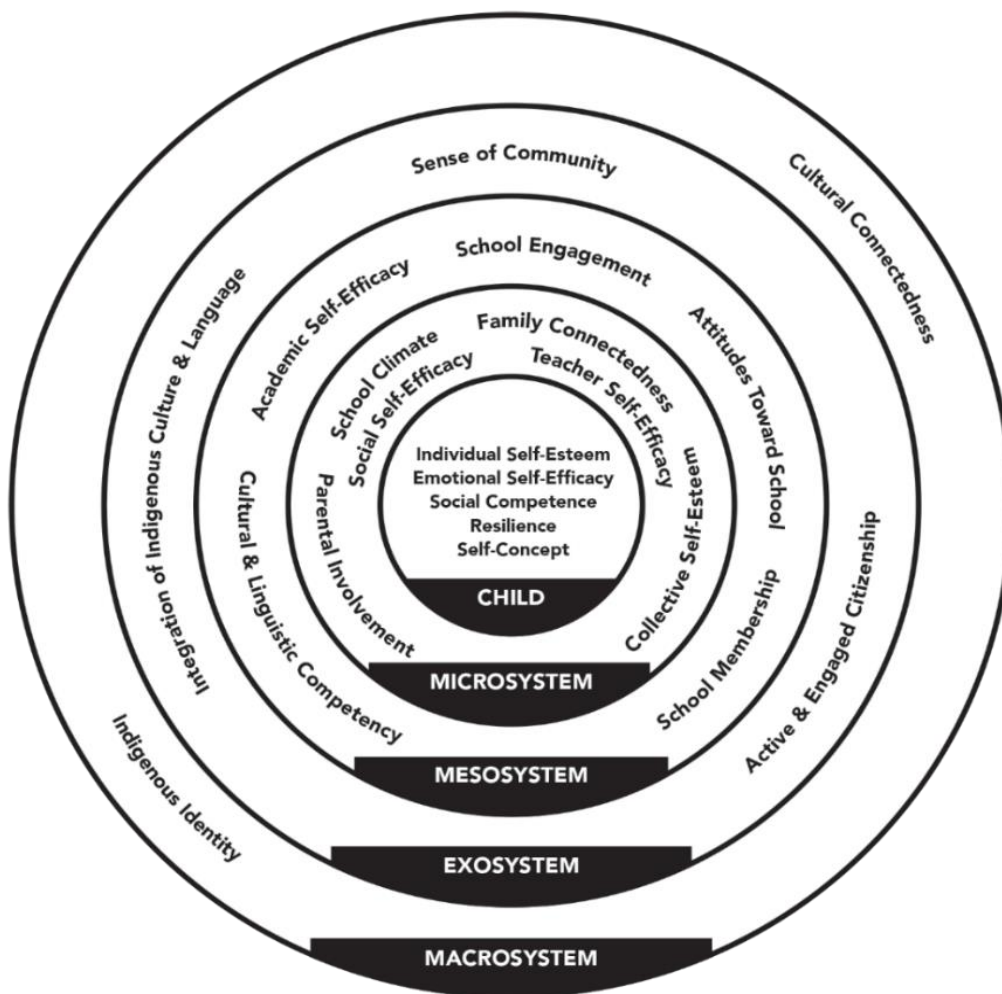 Cultural Connectedness
Indigenous Identity
MACROSYSTEM
Sense of Community
Integration of Indigenous Culture & Language
Active & Engaged Citizenship
EXOSYSTEM
School Engagement
Academic Self-Efficacy
Attitudes Toward School
Cultural & Linguistic Competency
School Membership
MESOSYSTEM
Family Connectedness
School Climate
Social Self-Efficacy
Teacher Self-Efficacy
Parental Involvement
Collective Self-Esteem
MICROSYSTEM
Individual Self-Esteem
Emotional Self-Efficacy
Social Competence
Resilience
Self-Concept
CHILD